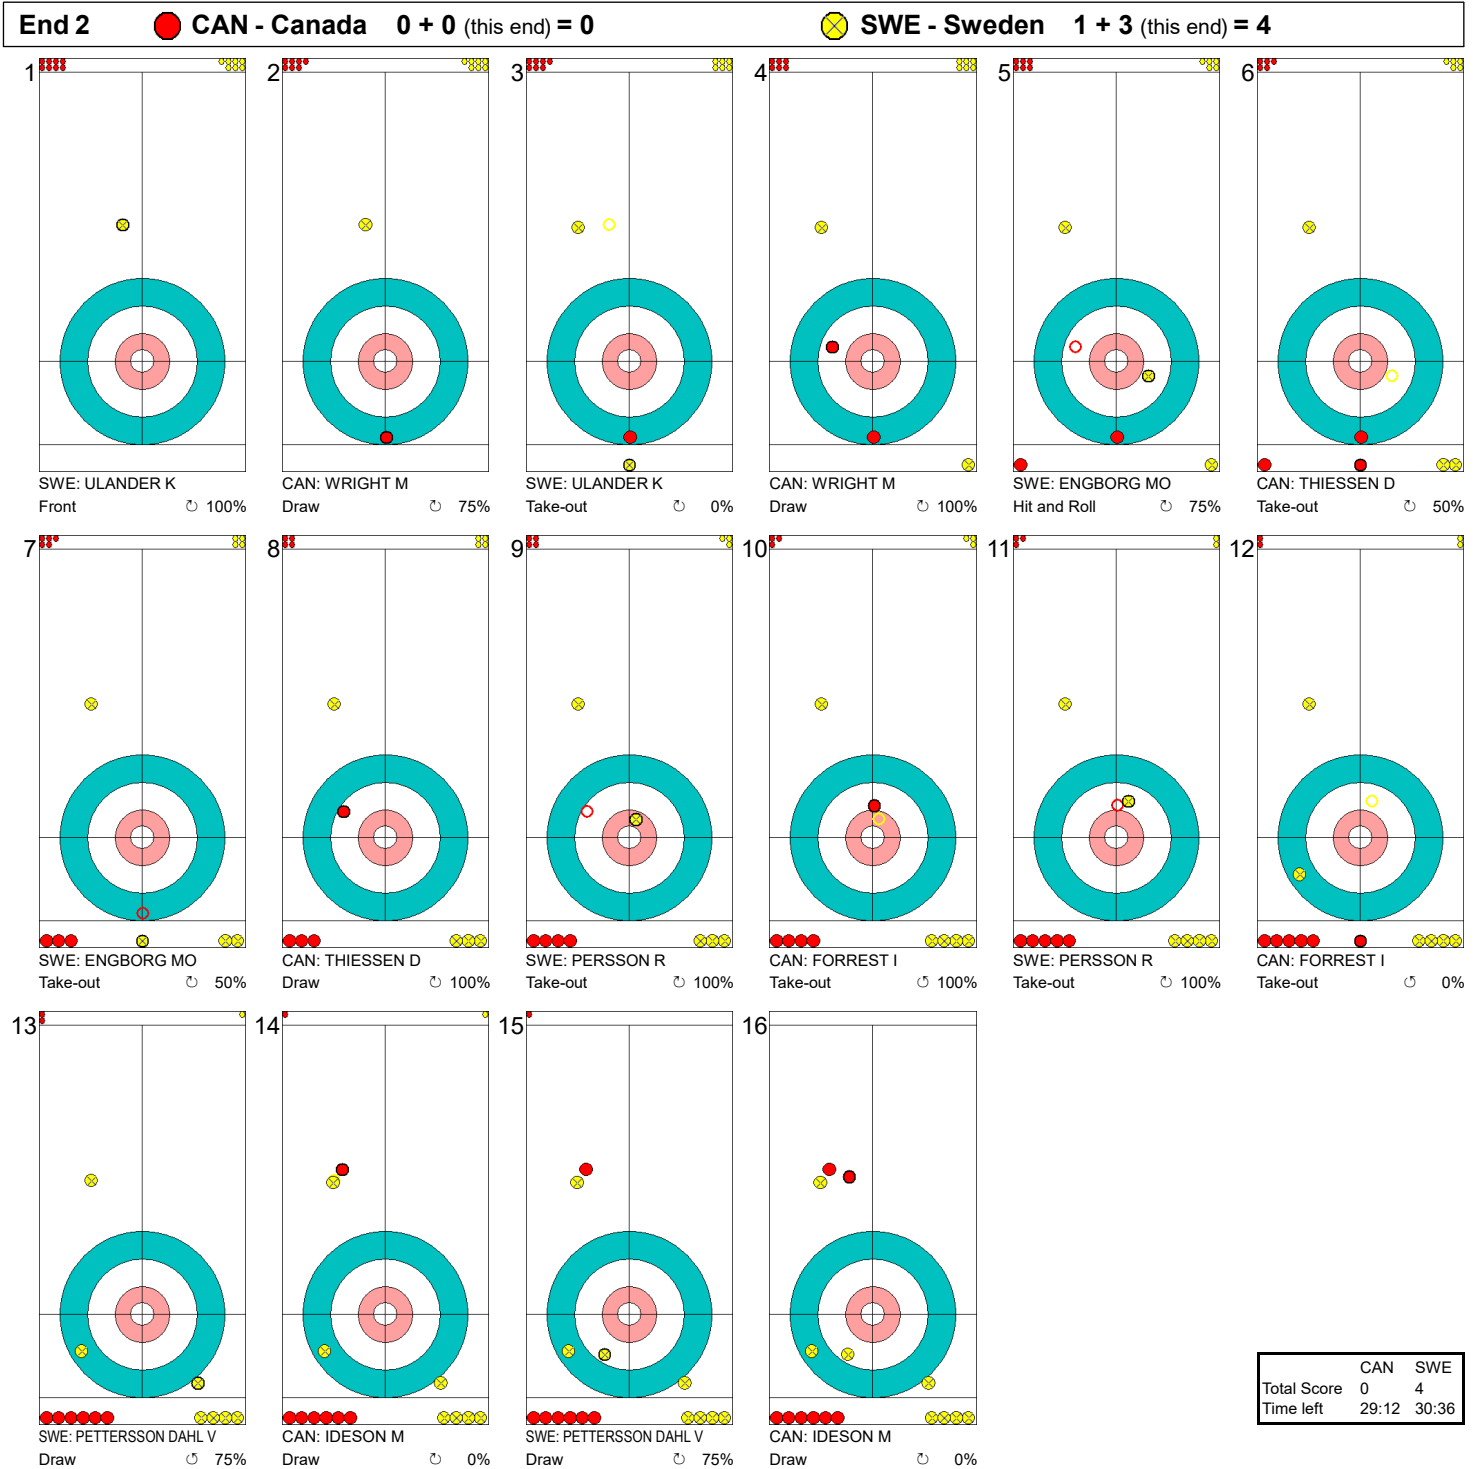 End 2 CAN - Canada 0 + 0 (this end) = 0 SWE - Sweden 1 + 3 (this end) = 4
1 2 3 4 5 6
SWE: ULANDER K CAN: WRIGHT M SWE: ULANDER K CAN: WRIGHT M SWE: ENGBORG MO CAN: THIESSEN D
Front ↻ 100% Draw ↻ 75% Take-out ↻ 0% Draw ↻ 100% Hit and Roll ↻ 75% Take-out ↻ 50%
7 8 9 10 11 12
SWE: ENGBORG MO CAN: THIESSEN D SWE: PERSSON R CAN: FORREST I SWE: PERSSON R CAN: FORREST I
Take-out ↻ 50% Draw ↻ 100% Take-out ↻ 100% Take-out ↺ 100% Take-out ↻ 100% Take-out ↺ 0%
13 14 15 16
SWE: PETTERSSON DAHL V CAN: IDESON M SWE: PETTERSSON DAHL V CAN: IDESON M
Draw ↻ 75% Draw ↻ 0% Draw ↻ 75% Draw ↻ 0%
CAN SWE
Total Score 0 4
Time left 29:12 30:36